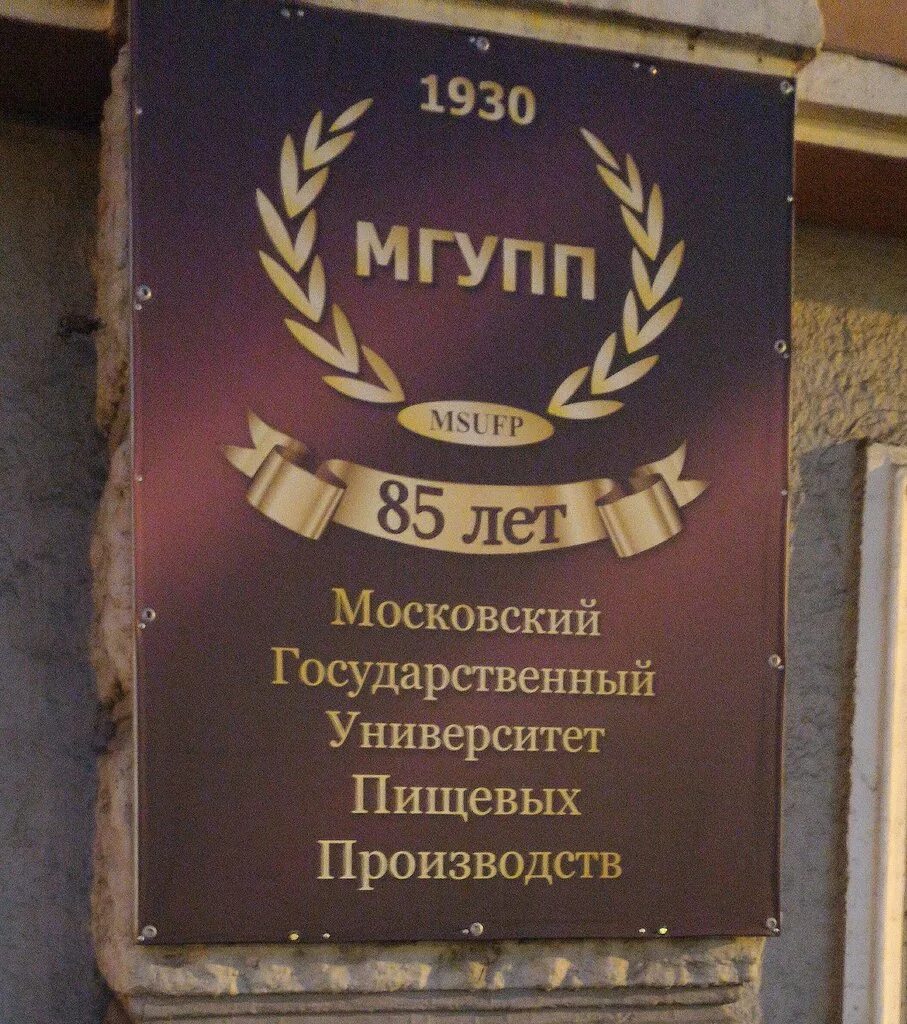 1930
МГУПП
MSUFP
85 лет
Московский
Государственный
Университет
Пищевых
Производств